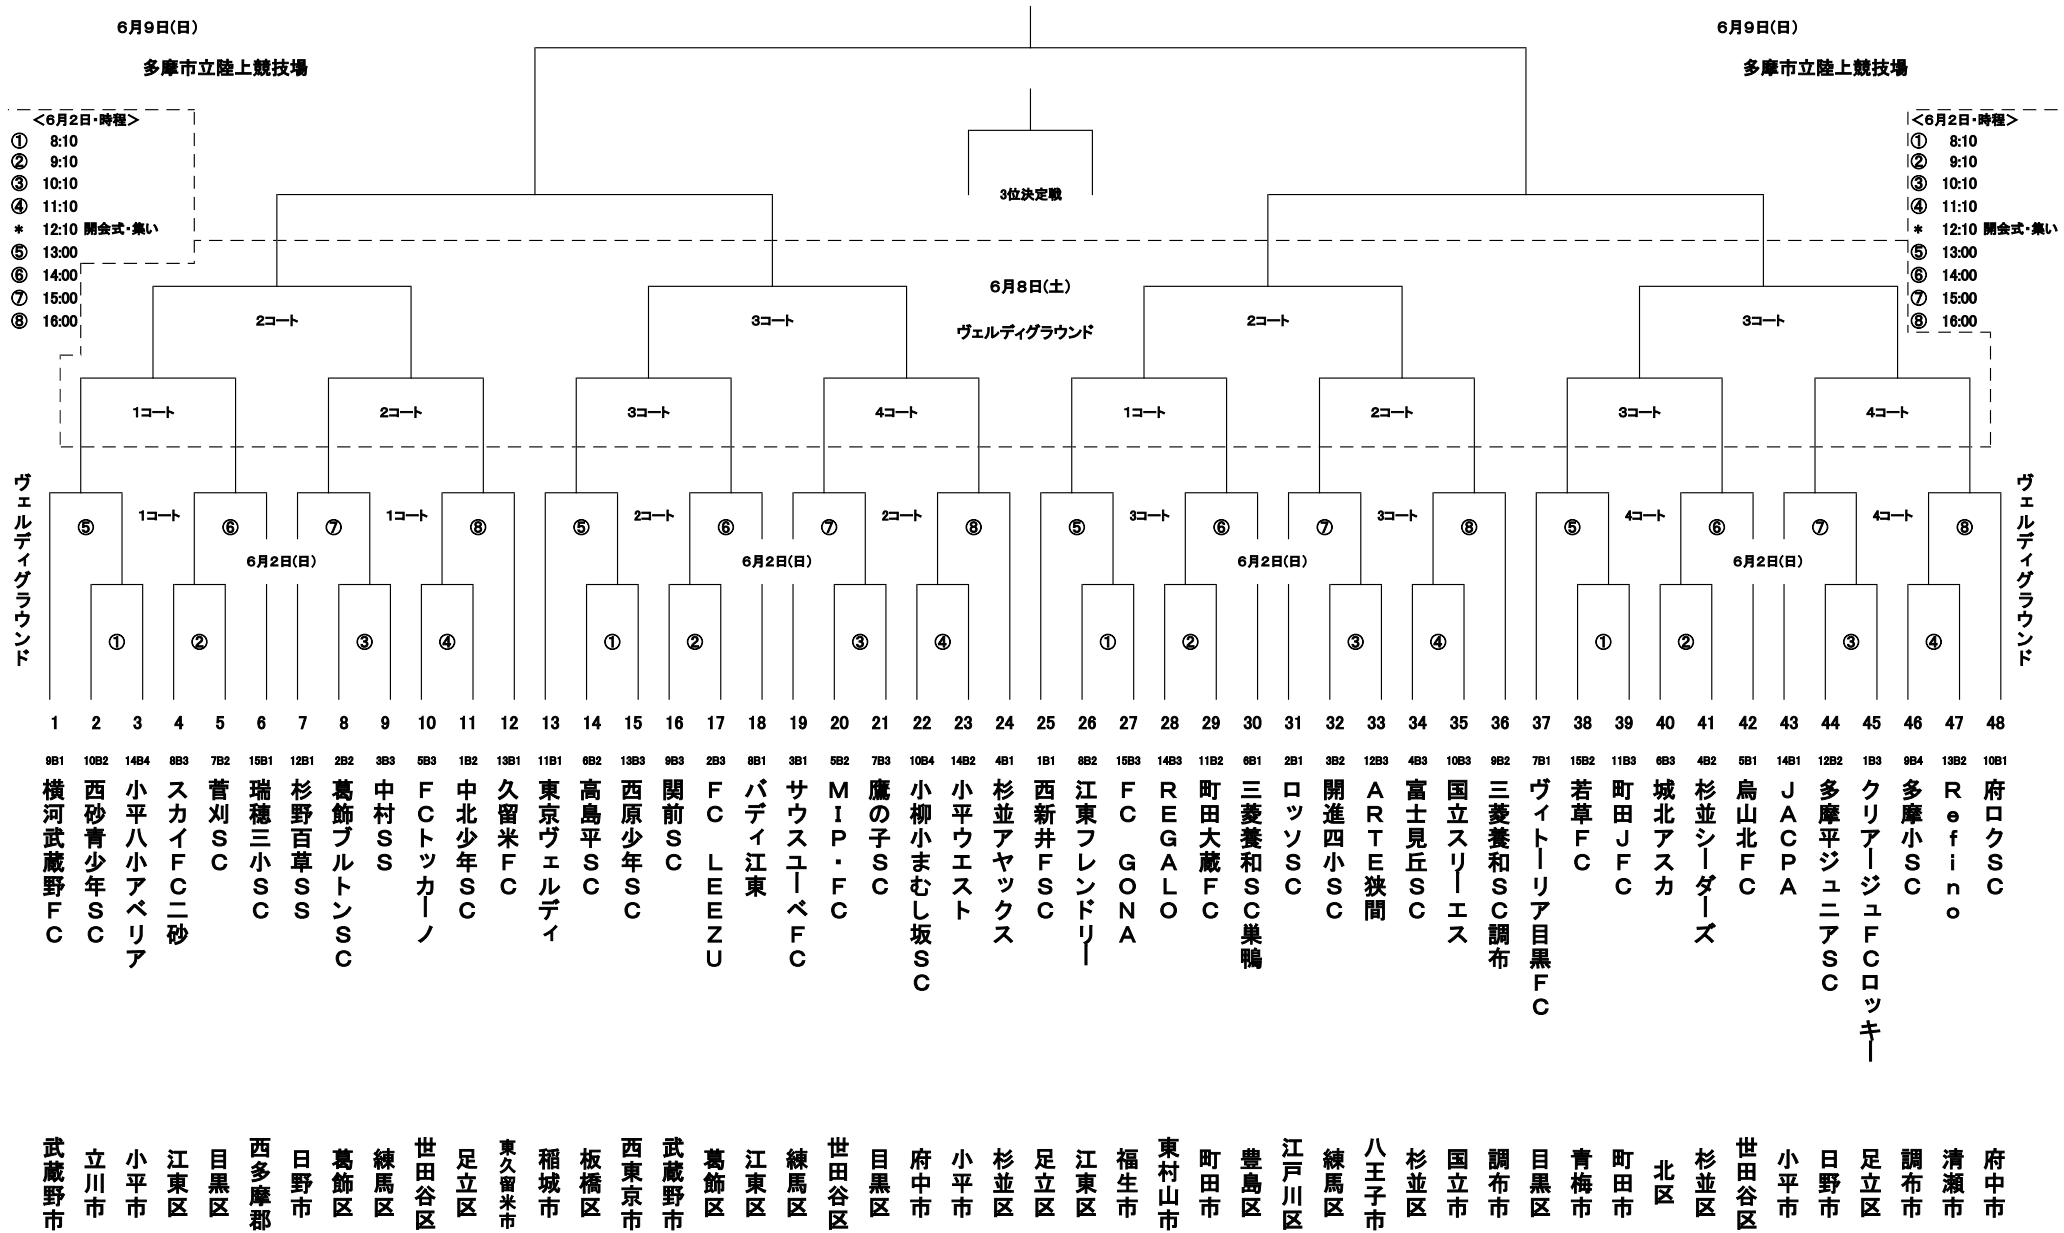 6月9日(日)
多摩市立陸上競技場
6月9日(日)
多摩市立陸上競技場
＜6月2日・時程＞
① 8:10
② 9:10
③ 10:10
④ 11:10
* 12:10 開会式・集い
⑤ 13:00
⑥ 14:00
⑦ 15:00
⑧ 16:00
＜6月2日・時程＞
① 8:10
② 9:10
③ 10:10
④ 11:10
* 12:10 開会式・集い
⑤ 13:00
⑥ 14:00
⑦ 15:00
⑧ 16:00
3位決定戦
6月8日(土)
ヴェルディグラウンド
2コート 3コート 2コート 3コート
1コート 2コート 3コート 4コート 1コート 2コート 3コート 4コート
ヴェルディグラウンド
ヴェルディグラウンド
⑤ 1コート ⑥ ⑦ 1コート ⑧ ⑤ 2コート ⑥ ⑦ 2コート ⑧ ⑤ 3コート ⑥ ⑦ 3コート ⑧ ⑤ 4コート ⑥ ⑦ 4コート ⑧
6月2日(日) 6月2日(日) 6月2日(日) 6月2日(日)
① ② ③ ④ ① ② ③ ④ ① ② ③ ④ ① ② ③ ④
1 2 3 4 5 6 7 8 9 10 11 12 13 14 15 16 17 18 19 20 21 22 23 24 25 26 27 28 29 30 31 32 33 34 35 36 37 38 39 40 41 42 43 44 45 46 47 48
9B1 10B2 14B4 8B3 7B2 15B1 12B1 2B2 3B3 5B3 1B2 13B1 11B1 6B2 13B3 9B3 2B3 8B1 3B1 5B2 7B3 10B4 14B2 4B1 1B1 8B2 15B3 14B3 11B2 6B1 2B1 3B2 12B3 4B3 10B3 9B2 7B1 15B2 11B3 6B3 4B2 5B1 14B1 12B2 1B3 9B4 13B2 10B1
横河武蔵野FC
西砂青少年SC
小平八小アベリア
スカイFC二砂
菅刈SC
瑞穂三小SC
杉野百草SS
葛飾ブルトンSC
中村SS
FCトッカーノ
中北少年SC
久留米FC
東京ヴェルディ
高島平SC
西原少年SC
関前SC
FC LEEZU
バディ江東
サウスユーベFC
MIP・FC
鷹の子SC
小柳小まむし坂SC
小平ウエスト
杉並アヤックス
西新井FSC
江東フレンドリー
FC GONA
REGALO
町田大蔵FC
三菱養和SC巣鴨
ロッソSC
開進四小SC
ARTE狭間
富士見丘SC
国立スリーエス
三菱養和SC調布
ヴィトーリア目黒FC
若草FC
町田JFC
城北アスカ
杉並シーダーズ
烏山北FC
JACPA
多摩平ジュニアSC
クリアージュFCロッキー
多摩小SC
Refino
府ロクSC
武蔵野市
立川市
小平市
江東区
目黒区
西多摩郡
日野市
葛飾区
練馬区
世田谷区
足立区
東久留米市
稲城市
板橋区
西東京市
武蔵野市
葛飾区
江東区
練馬区
世田谷区
目黒区
府中市
小平市
杉並区
足立区
江東区
福生市
東村山市
町田市
豊島区
江戸川区
練馬区
八王子市
杉並区
国立市
調布市
目黒区
青梅市
町田市
北区
杉並区
世田谷区
小平市
日野市
足立区
調布市
清瀬市
府中市